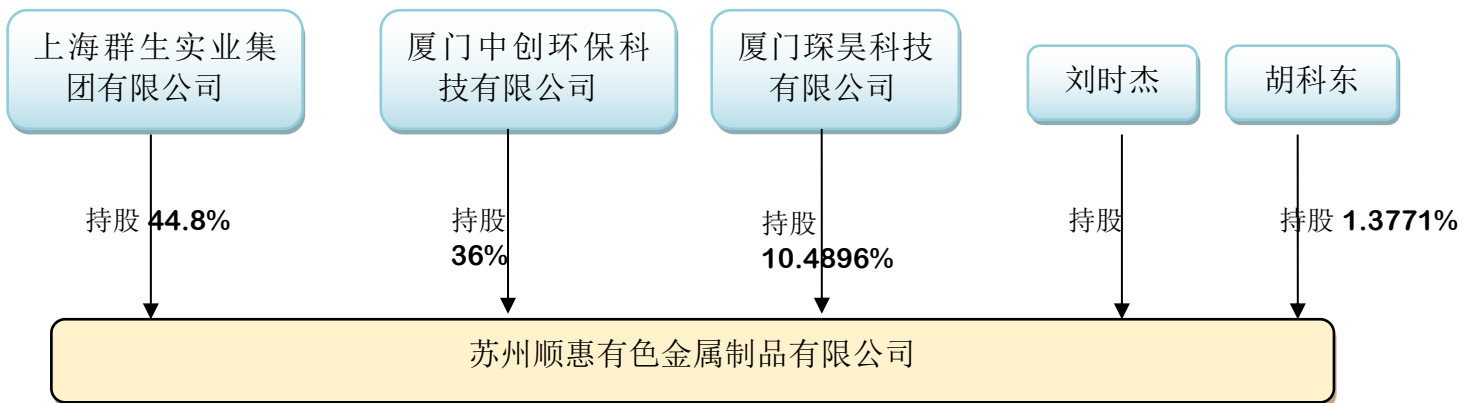 上海群生实业集
团有限公司
厦门中创环保科
技有限公司
厦门琛昊科技
有限公司
刘时杰
胡科东
持股 44.8%
持股
36%
持股
10.4896%
持股
持股 1.3771%
苏州顺惠有色金属制品有限公司